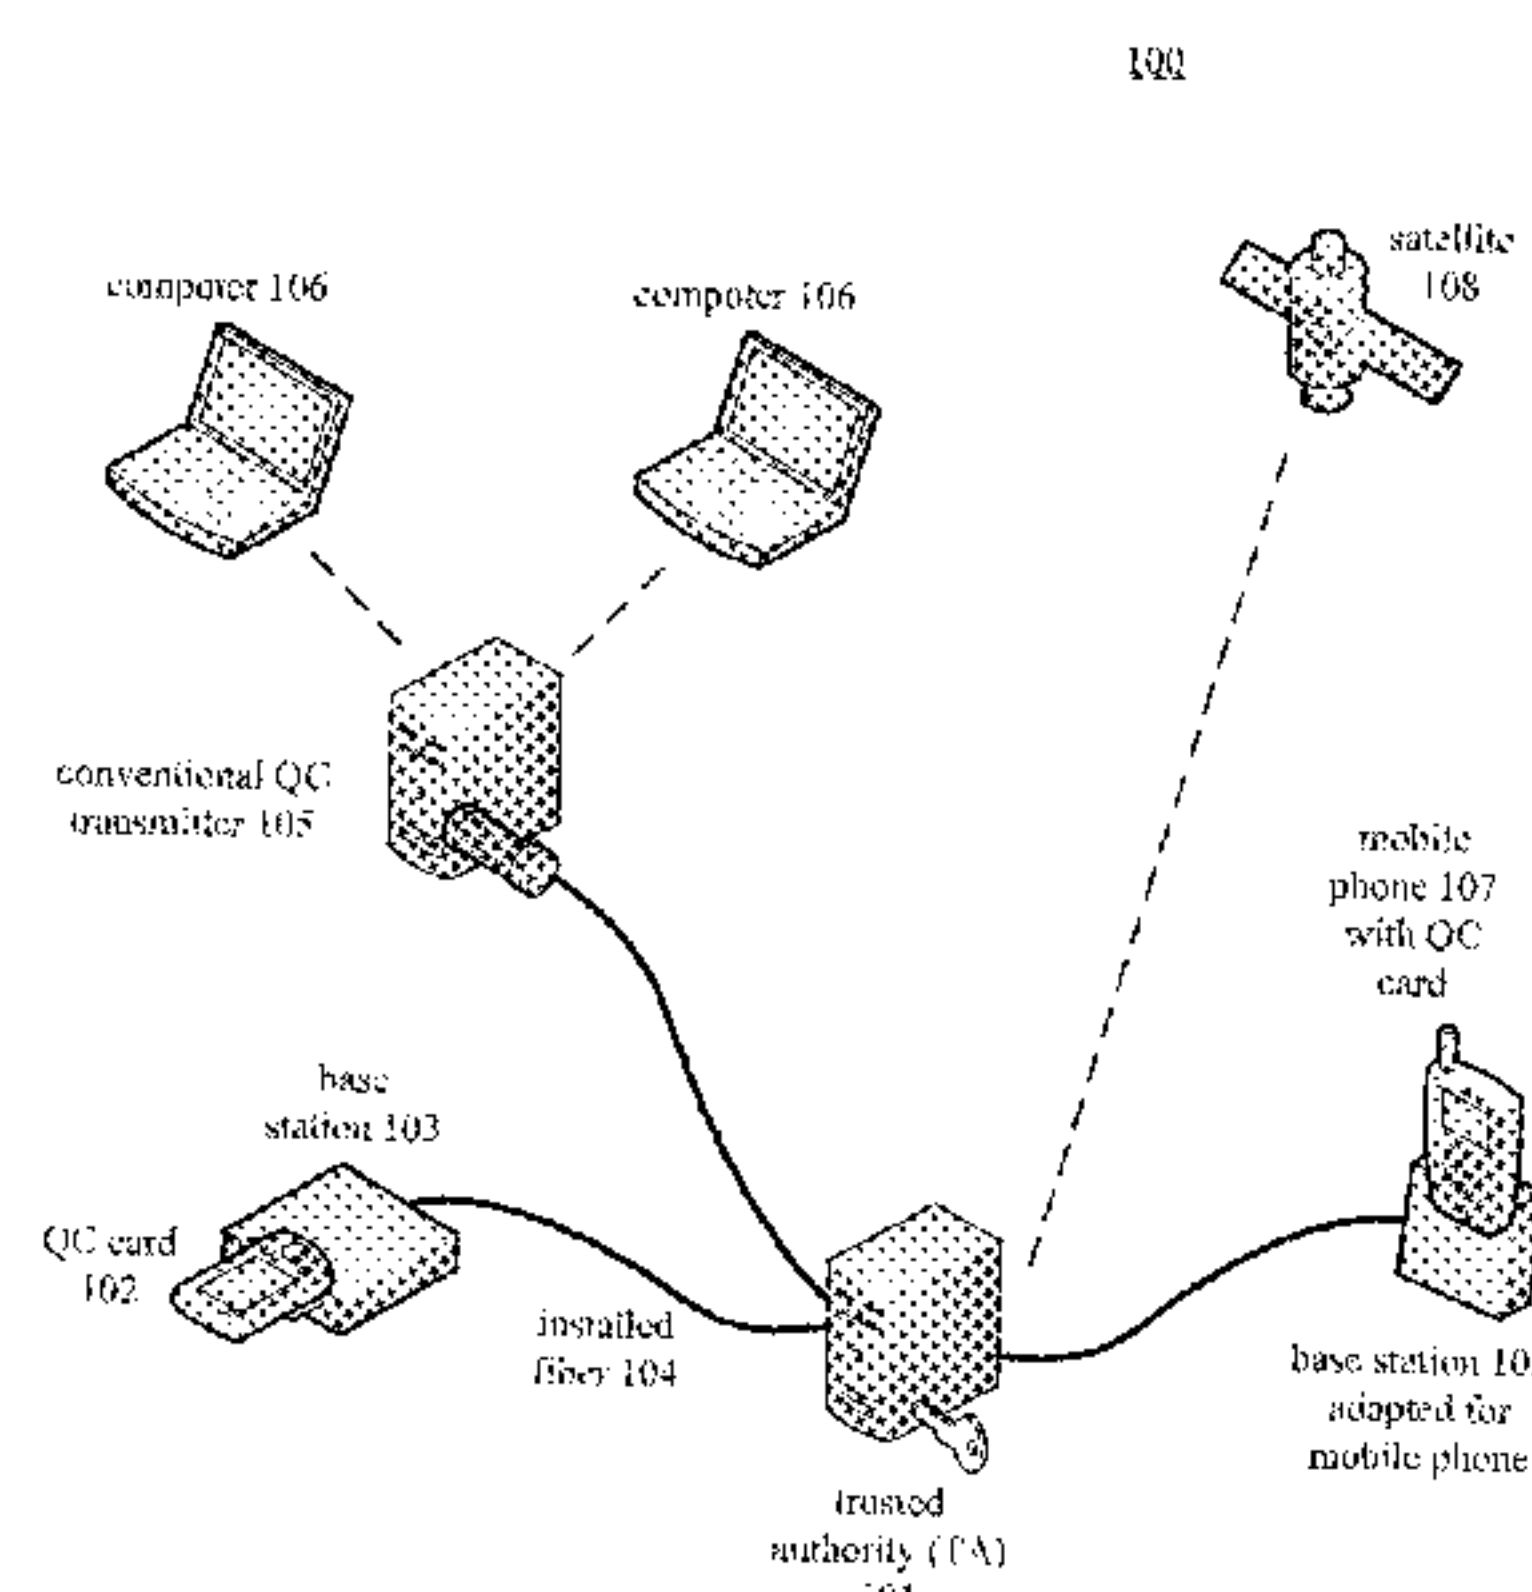 100
satellite
108
computer 106
computer 106
conventional QC
transmitter 105
mobile
phone 107
with QC
card
base
station 103
QC card
102
installed
fiber 104
base station 10
adapted for
mobile phone
trusted
authority (TA)
101